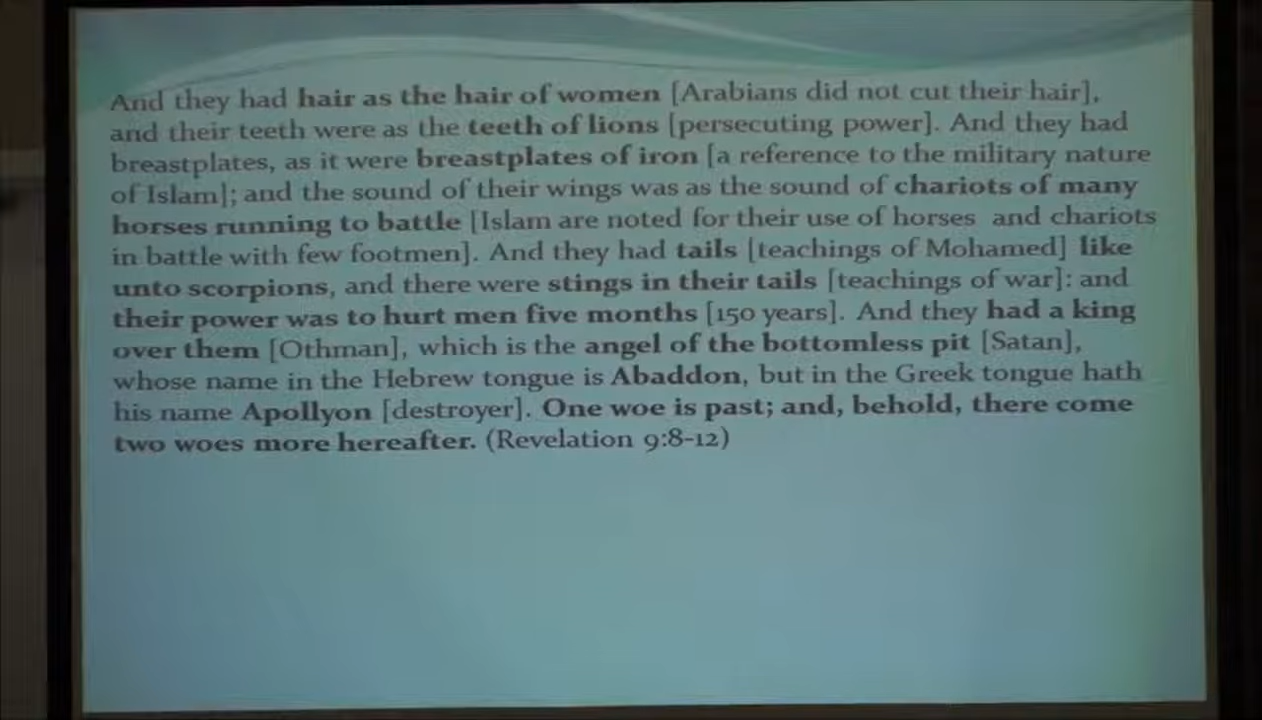 And they had hair as the hair of women [Arabians did not cut their hair],
and their teeth were as the teeth of lions [persecuting power]. And they had
breastplates, as it were breastplates of iron [a reference to the military nature
of Islam]; and the sound of their wings was as the sound of chariots of many
horses running to battle [Islam are noted for their use of horses and chariots
in battle with few footmen]. And they had tails [teachings of Mohamed] like
unto scorpions, and there were stings in their tails [teachings of war]: and
their power was to hurt men five months [150 years]. And they had a king
over them [Othman], which is the angel of the bottomless pit [Satan],
whose name in the Hebrew tongue is Abaddon, but in the Greek tongue hath
his name Apollyon [destroyer]. One woe is past; and, behold, there come
two woes more hereafter. (Revelation 9:8-12)